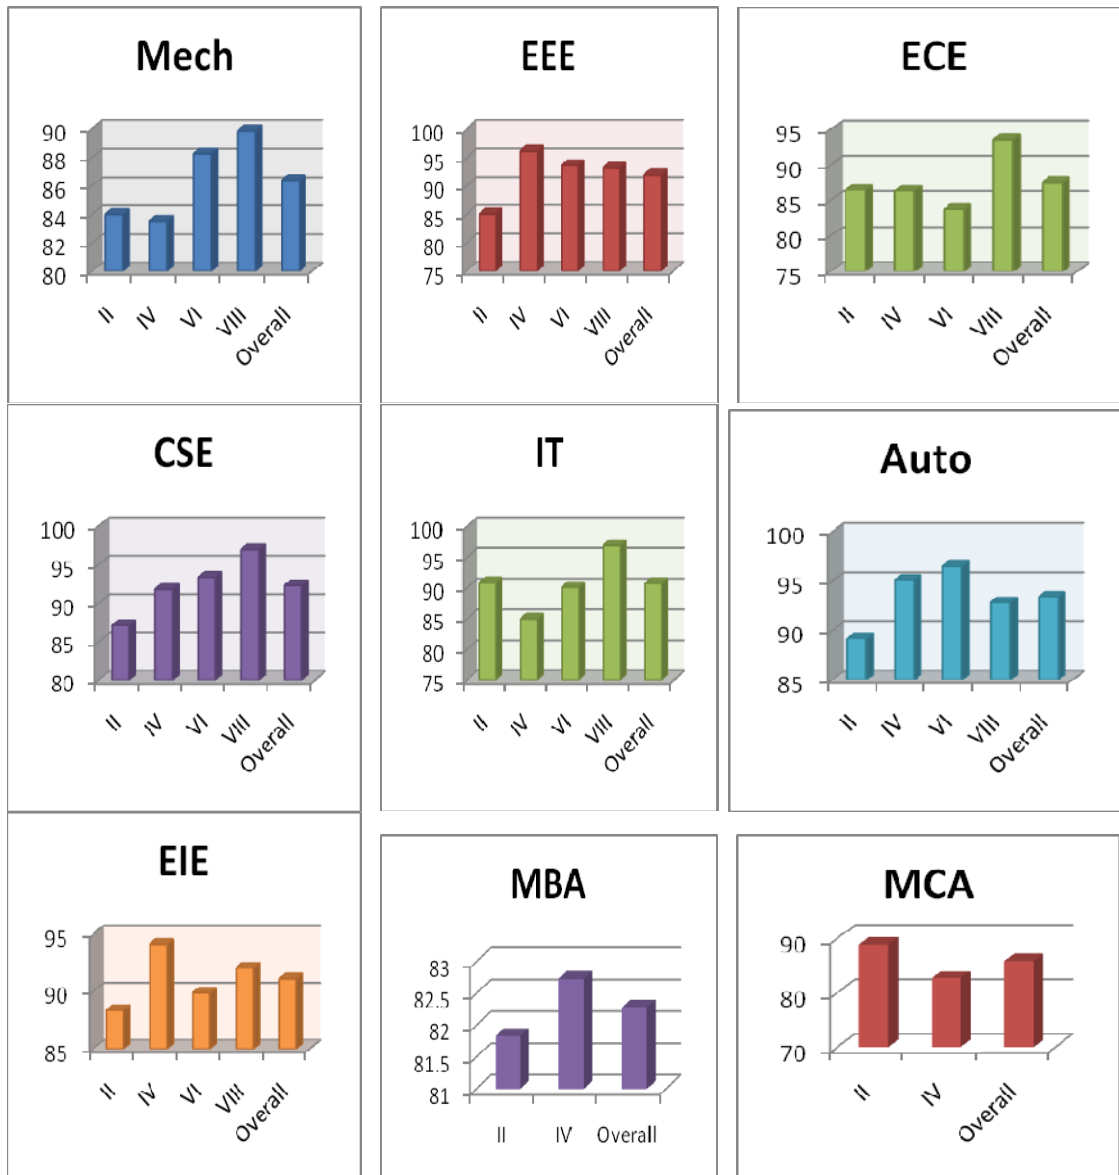 Mech
90
88
86
84
82
80
II IV VI VIII Overall
EEE
100
95
90
85
80
75
II IV VI VIII Overall
ECE
95
90
85
80
75
II IV VI VIII Overall
CSE
100
95
90
85
80
II IV VI VIII Overall
IT
100
95
90
85
80
75
II IV VI VIII Overall
Auto
100
95
90
85
II IV VI VIII Overall
EIE
95
90
85
II IV VI VIII Overall
MBA
83
82.5
82
81.5
81
II IV Overall
MCA
90
80
70
II IV Overall